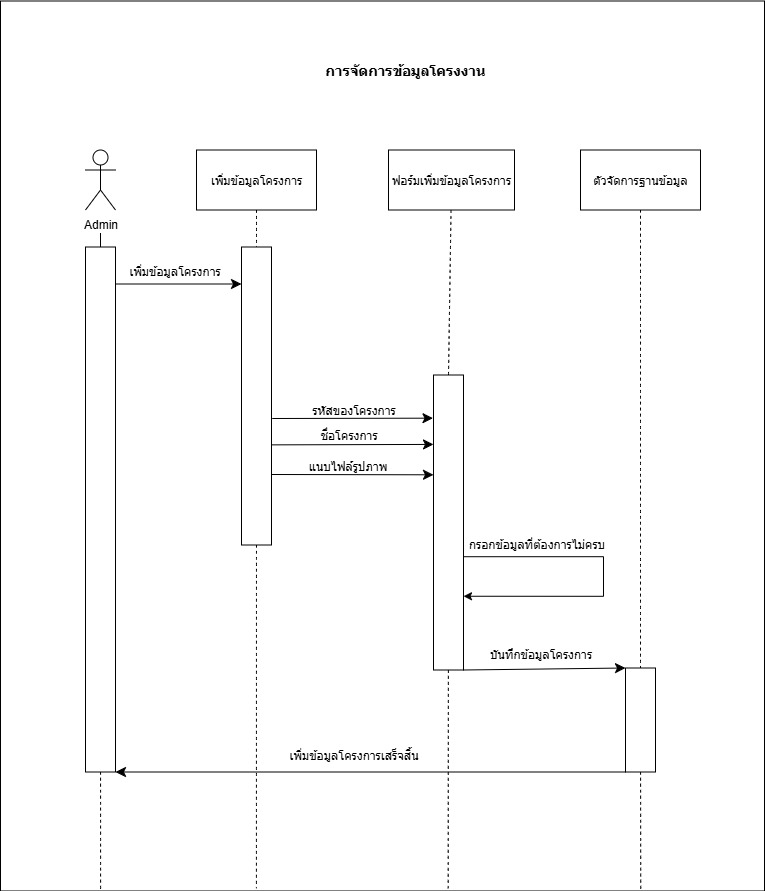 การจัดการข้อมูลโครงงาน
เพิ่มข้อมูลโครงการ
ฟอร์มเพิ่มข้อมูลโครงการ
ตัวจัดการฐานข้อมูล
Admin
เพิ่มข้อมูลโครงการ
รหัสของโครงการ
ชื่อโครงการ
แนบไฟล์รูปภาพ
กรอกข้อมูลที่ต้องการไม่ครบ
บันทึกข้อมูลโครงการ
เพิ่มข้อมูลโครงการเสร็จสิ้น